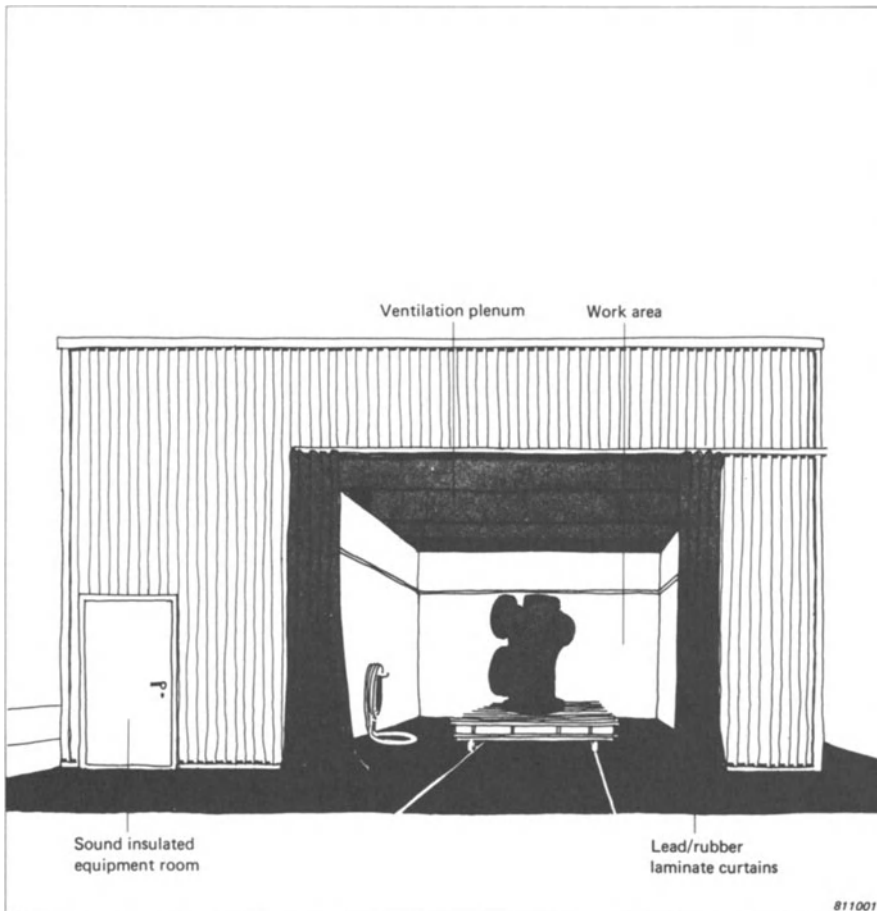 Ventilation plenum
Work area
Sound insulated
equipment room
Lead/rubber
laminate curtains
811001